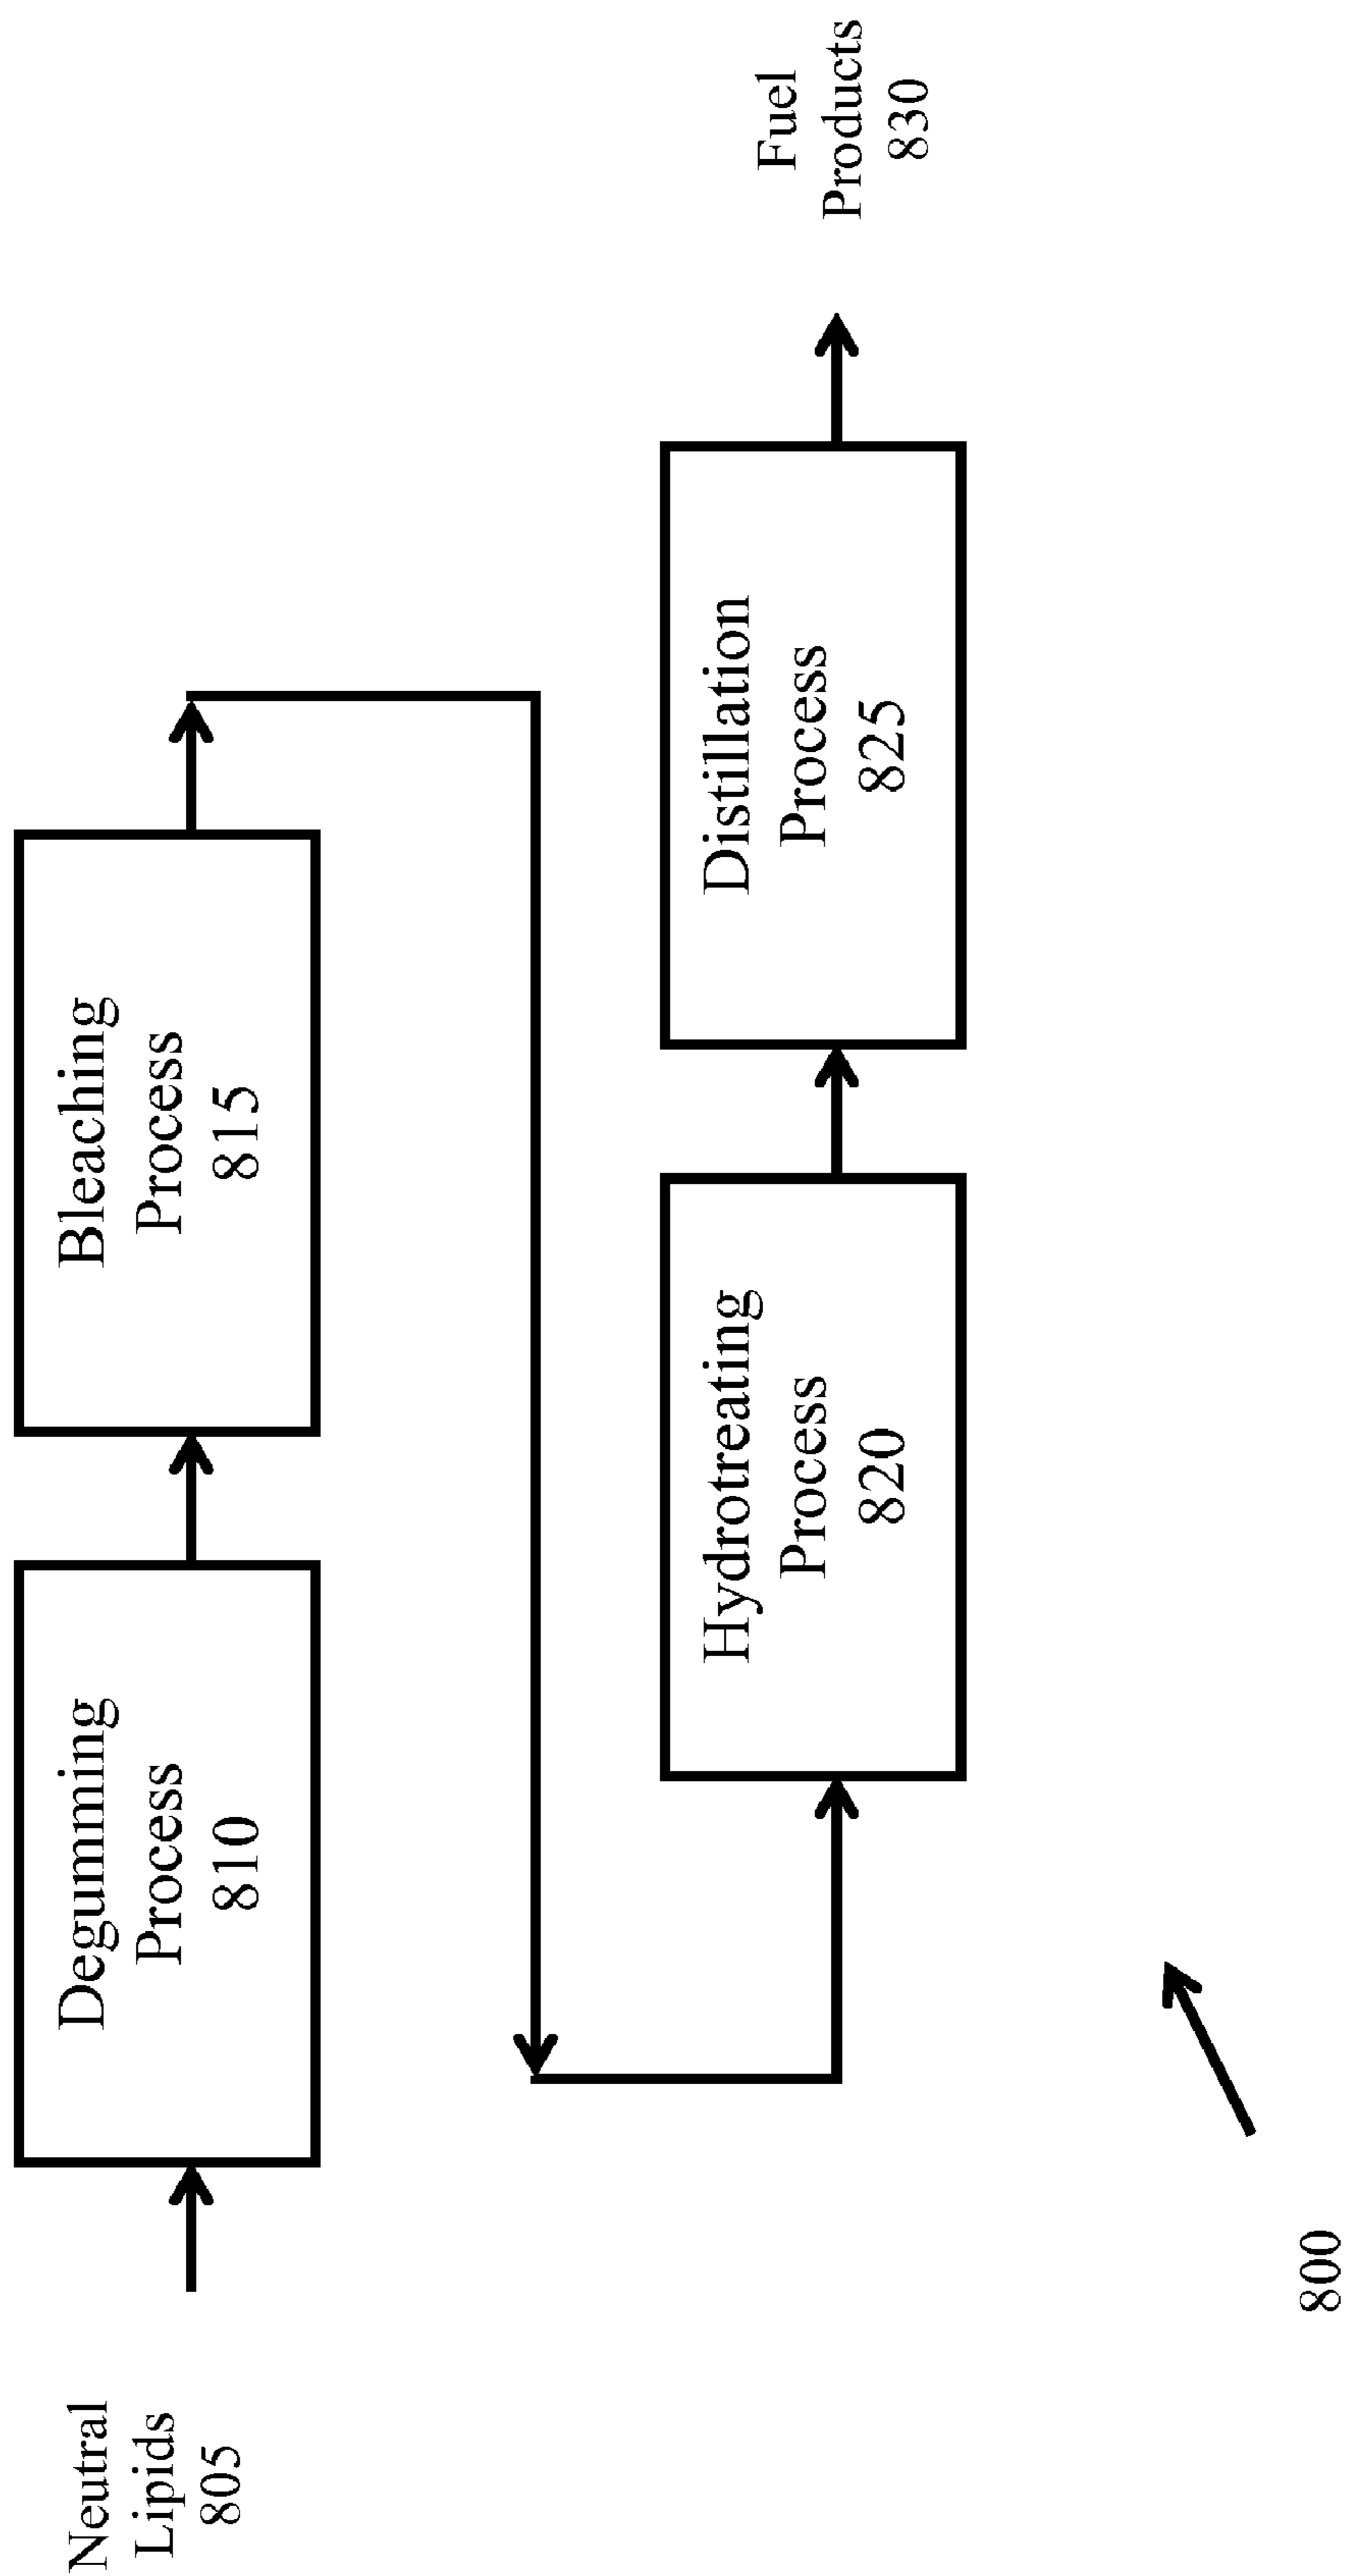 Neutral
Lipids
805
Degumming
Process
810
Bleaching
Process
815
Hydrotreating
Process
820
Distillation
Process
825
Fuel
Products
830
800